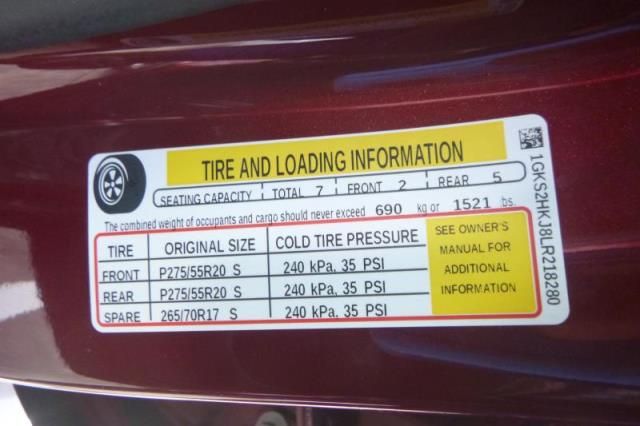 TIRE AND LOADING INFORMATION
SEATING CAPACITY TOTAL 7 FRONT 2 REAR 5
The combined weight of occupants and cargo should never exceed 690 kg or 1521 lbs.
TIRE ORIGINAL SIZE COLD TIRE PRESSURE
FRONT P275/55R20 S 240 kPa, 35 PSI
REAR P275/55R20 S 240 kPa, 35 PSI
SPARE 265/70R17 S 240 kPa, 35 PSI
SEE OWNER'S
MANUAL FOR
ADDITIONAL
INFORMATION
1GKS2HKJ8LR218280